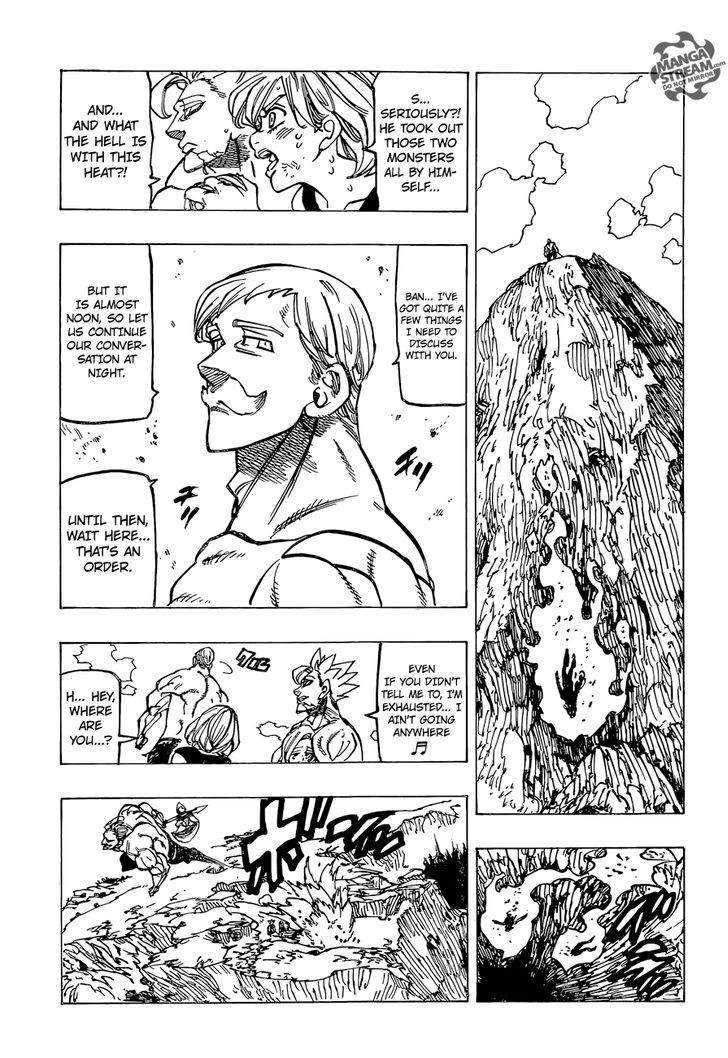 MANGA
STREAM.com
DO NOT MIRROR
S...
SERIOUSLY?!
HE TOOK OUT
THOSE TWO
MONSTERS
ALL BY HIM-
SELF...
AND...
AND WHAT
THE HELL IS
WITH THIS
HEAT?!
BAN... I'VE
GOT QUITE A
FEW THINGS
I NEED TO
DISCUSS
WITH YOU.
BUT IT
IS ALMOST
NOON, SO LET
US CONTINUE
OUR CONVER-
SATION AT
NIGHT.
UNTIL THEN,
WAIT HERE...
THAT'S AN
ORDER.
EVEN
IF YOU DIDN'T
TELL ME TO, I'M
EXHAUSTED... I
AIN'T GOING
ANYWHERE
♫
H... HEY,
WHERE
ARE
YOU...?